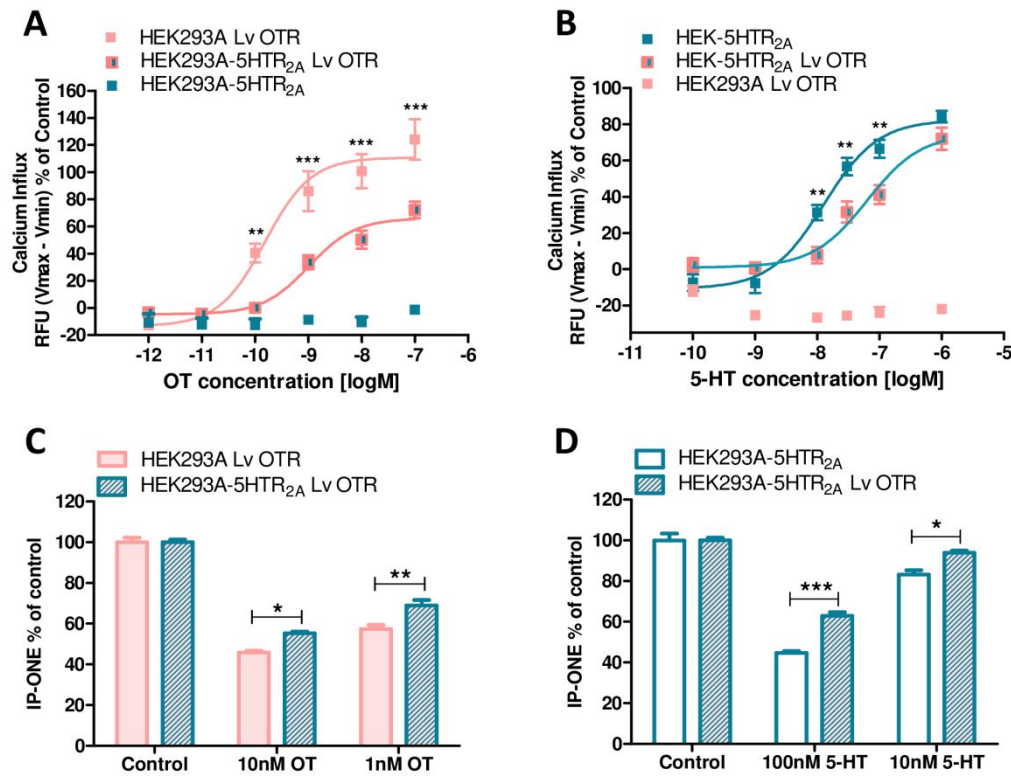 A
HEK293A Lv OTR
HEK293A-5HTR2A Lv OTR
HEK293A-5HTR2A
160
140
120
100
80
60
40
20
0
-20
Calcium Influx
RFU (Vmax - Vmin) % of Control
** *** *** ***
-12 -11 -10 -9 -8 -7 -6
OT concentration [logM]
B
HEK-5HTR2A
HEK-5HTR2A Lv OTR
HEK293A Lv OTR
100
80
60
40
20
0
-20
Calcium Influx
RFU (Vmax - Vmin) % of Control
** ** **
-11 -10 -9 -8 -7 -6 -5
5-HT concentration [logM]
C
HEK293A Lv OTR
HEK293A-5HTR2A Lv OTR
120
100
80
60
40
20
0
IP-ONE % of control
* **
Control 10nM OT 1nM OT
D
HEK293A-5HTR2A
HEK293A-5HTR2A Lv OTR
120
100
80
60
40
20
0
IP-ONE % of control
*** *
Control 100nM 5-HT 10nM 5-HT